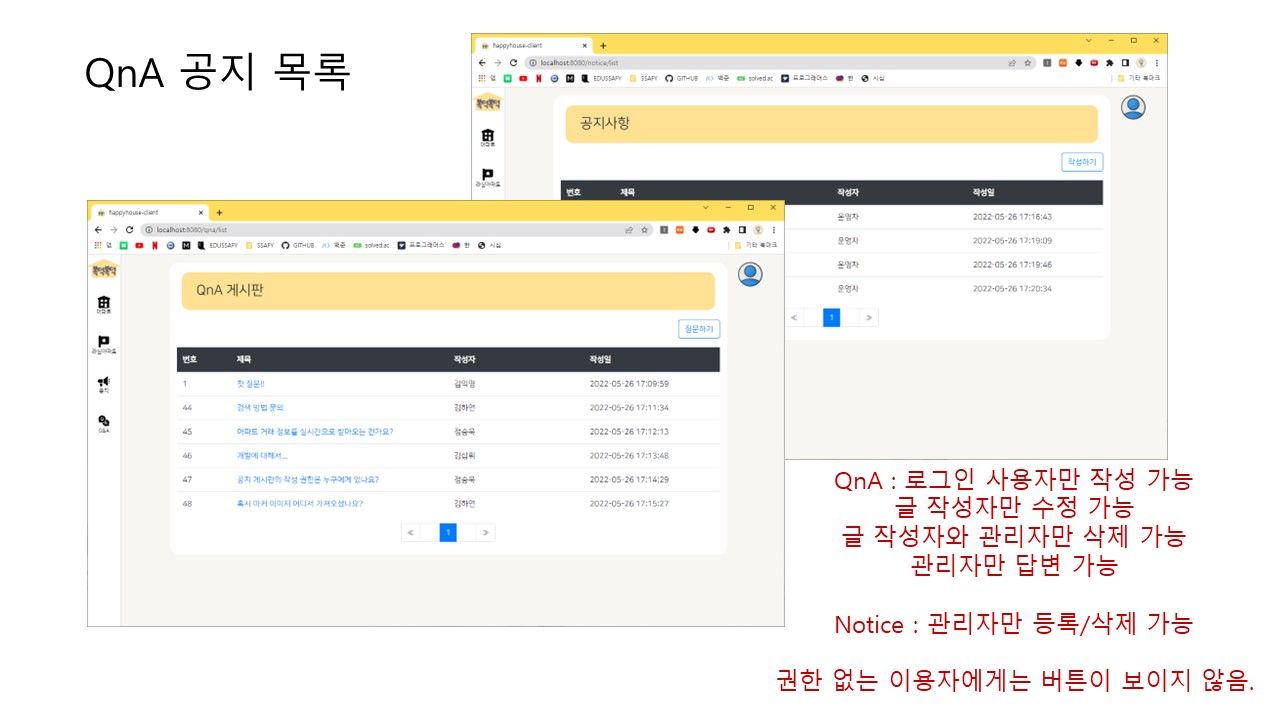 QnA 공지 목록
happyhouse-client
localhost:8080/notice/list
앱
EDUSSAFY
SSAFY
GITHUB
백준
solved.ac
프로그래머스
한
시싶
기타 북마크
뚝딱뚝딱
아파트
관심아파트
공지사항
작성하기
번호 제목 작성자 작성일
운영자 2022-05-26 17:16:43
운영자 2022-05-26 17:19:09
운영자 2022-05-26 17:19:46
운영자 2022-05-26 17:20:34
< 1 >
happyhouse-client
localhost:8080/qna/list
앱
EDUSSAFY
SSAFY
GITHUB
백준
solved.ac
프로그래머스
한
시싶
기타 북마크
아파트
관심아파트
공지
Q&A
QnA 게시판
질문하기
번호 제목 작성자 작성일
1 첫 질문!! 김익명 2022-05-26 17:09:59
44 검색 방법 문의 김하연 2022-05-26 17:11:34
45 아파트 거래 정보를 실시간으로 받아오는 건가요? 정승욱 2022-05-26 17:12:13
46 개발에 대해서... 김삼휘 2022-05-26 17:13:48
47 공지 게시판의 작성 권한은 누구에게 있나요? 정승욱 2022-05-26 17:14:29
48 혹시 마커 이미지 어디서 가져오셨나요? 김하연 2022-05-26 17:15:27
< 1 >
QnA : 로그인 사용자만 작성 가능
글 작성자만 수정 가능
글 작성자와 관리자만 삭제 가능
관리자만 답변 가능
Notice : 관리자만 등록/삭제 가능
권한 없는 이용자에게는 버튼이 보이지 않음.